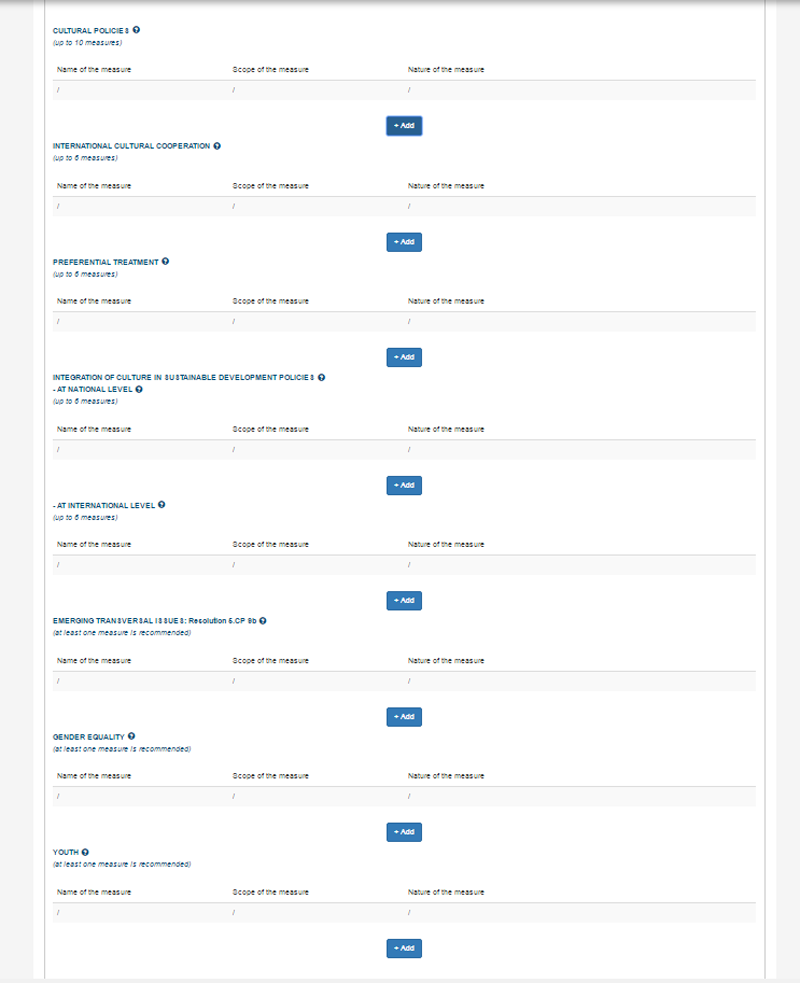 CULTURAL POLICIES
(up to 10 measures)
Name of the measure Scope of the measure Nature of the measure
/ / /
+ Add
INTERNATIONAL CULTURAL COOPERATION
(up to 6 measures)
Name of the measure Scope of the measure Nature of the measure
/ / /
+ Add
PREFERENTIAL TREATMENT
(up to 6 measures)
Name of the measure Scope of the measure Nature of the measure
/ / /
+ Add
INTEGRATION OF CULTURE IN SUSTAINABLE DEVELOPMENT POLICIES
- AT NATIONAL LEVEL
(up to 6 measures)
Name of the measure Scope of the measure Nature of the measure
/ / /
+ Add
- AT INTERNATIONAL LEVEL
(up to 6 measures)
Name of the measure Scope of the measure Nature of the measure
/ / /
+ Add
EMERGING TRANSVERSAL ISSUES: Resolution 5.CP 9b
(at least one measure is recommended)
Name of the measure Scope of the measure Nature of the measure
/ / /
+ Add
GENDER EQUALITY
(at least one measure is recommended)
Name of the measure Scope of the measure Nature of the measure
/ / /
+ Add
YOUTH
(at least one measure is recommended)
Name of the measure Scope of the measure Nature of the measure
/ / /
+ Add